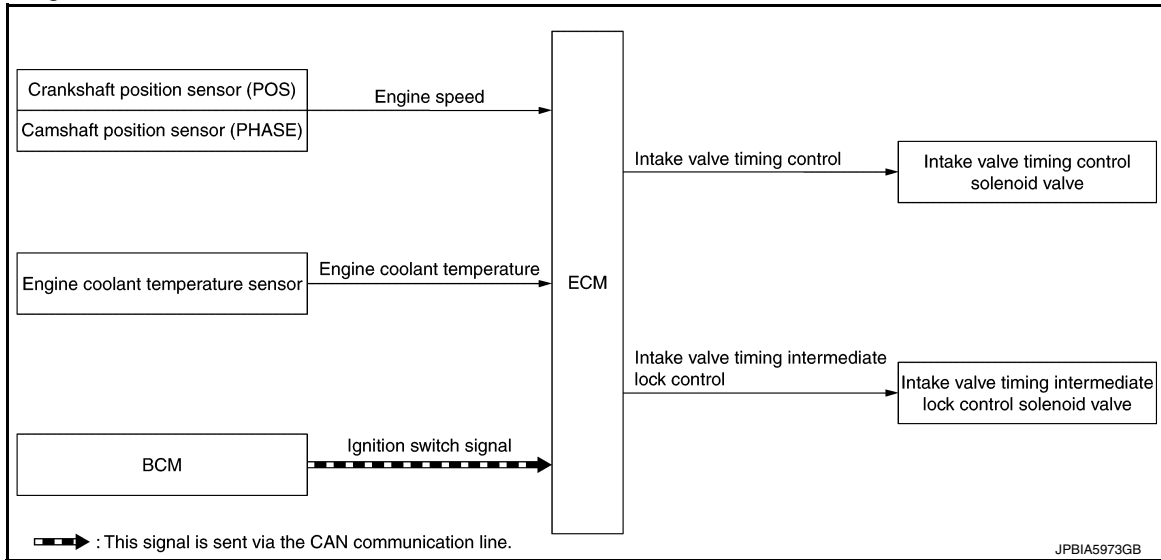 Crankshaft position sensor (POS)
Camshaft position sensor (PHASE)
Engine speed
Engine coolant temperature sensor
Engine coolant temperature
BCM
Ignition switch signal
ECM
Intake valve timing control
Intake valve timing control
solenoid valve
Intake valve timing intermediate
lock control
Intake valve timing intermediate
lock control solenoid valve
: This signal is sent via the CAN communication line.
JPBIA5973GB